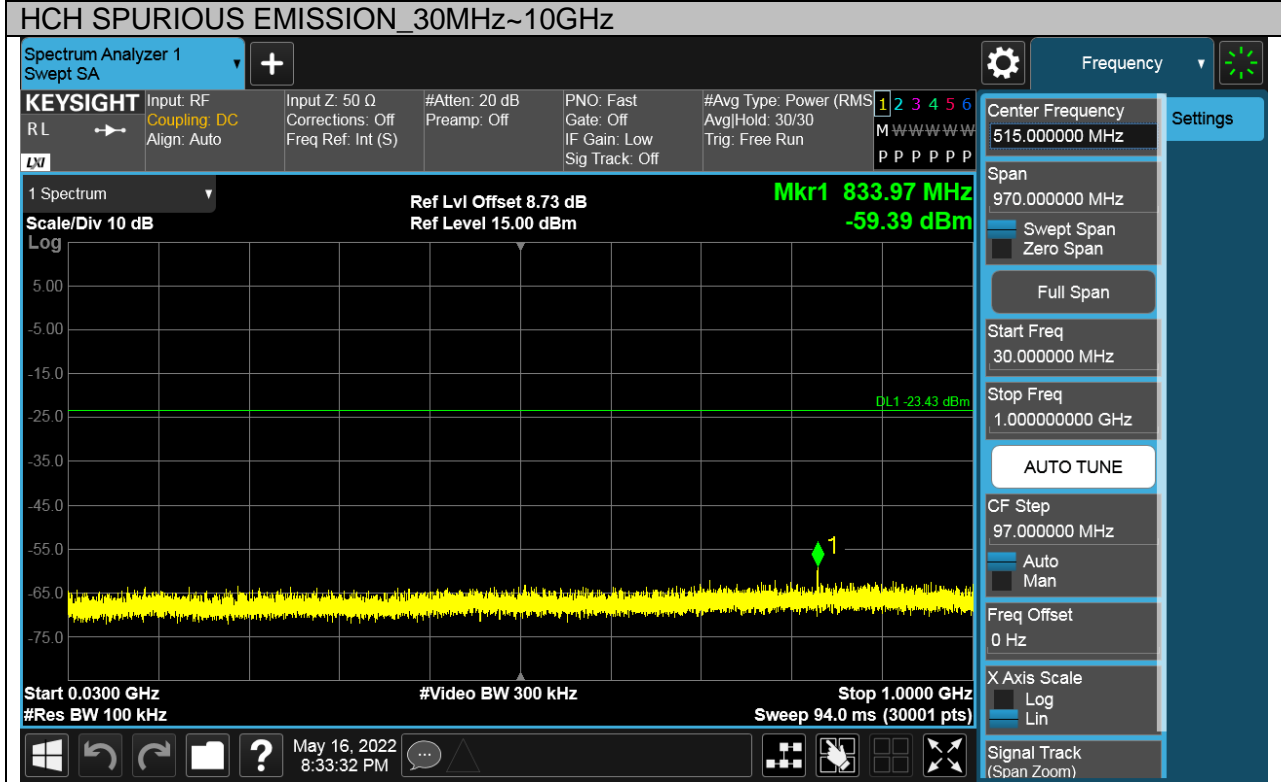 HCH SPURIOUS EMISSION_30MHz~10GHz
Spectrum Analyzer 1
Swept SA
Frequency
KEYSIGHT
RL
LXI
Input: RF
Coupling: DC
Align: Auto
Input Z: 50 Ω
Corrections: Off
Freq Ref: Int (S)
#Atten: 20 dB
Preamp: Off
PNO: Fast
Gate: Off
IF Gain: Low
Sig Track: Off
#Avg Type: Power (RMS
Avg|Hold: 30/30
Trig: Free Run
1 2 3 4 5 6
M W W W W W
P P P P P P
1 Spectrum
Scale/Div 10 dB
Ref Lvl Offset 8.73 dB
Ref Level 15.00 dBm
Mkr1 833.97 MHz
-59.39 dBm
Log
5.00
-5.00
-15.0
DL1 -23.43 dBm
-25.0
-35.0
-45.0
-55.0
1
-65.0
-75.0
Start 0.0300 GHz
#Video BW 300 kHz
Stop 1.0000 GHz
#Res BW 100 kHz
Sweep 94.0 ms (30001 pts)
May 16, 2022
8:33:32 PM
Center Frequency
515.000000 MHz
Settings
Span
970.000000 MHz
Swept Span
Zero Span
Full Span
Start Freq
30.000000 MHz
Stop Freq
1.000000000 GHz
AUTO TUNE
CF Step
97.000000 MHz
Auto
Man
Freq Offset
0 Hz
X Axis Scale
Log
Lin
Signal Track
(Span Zoom)